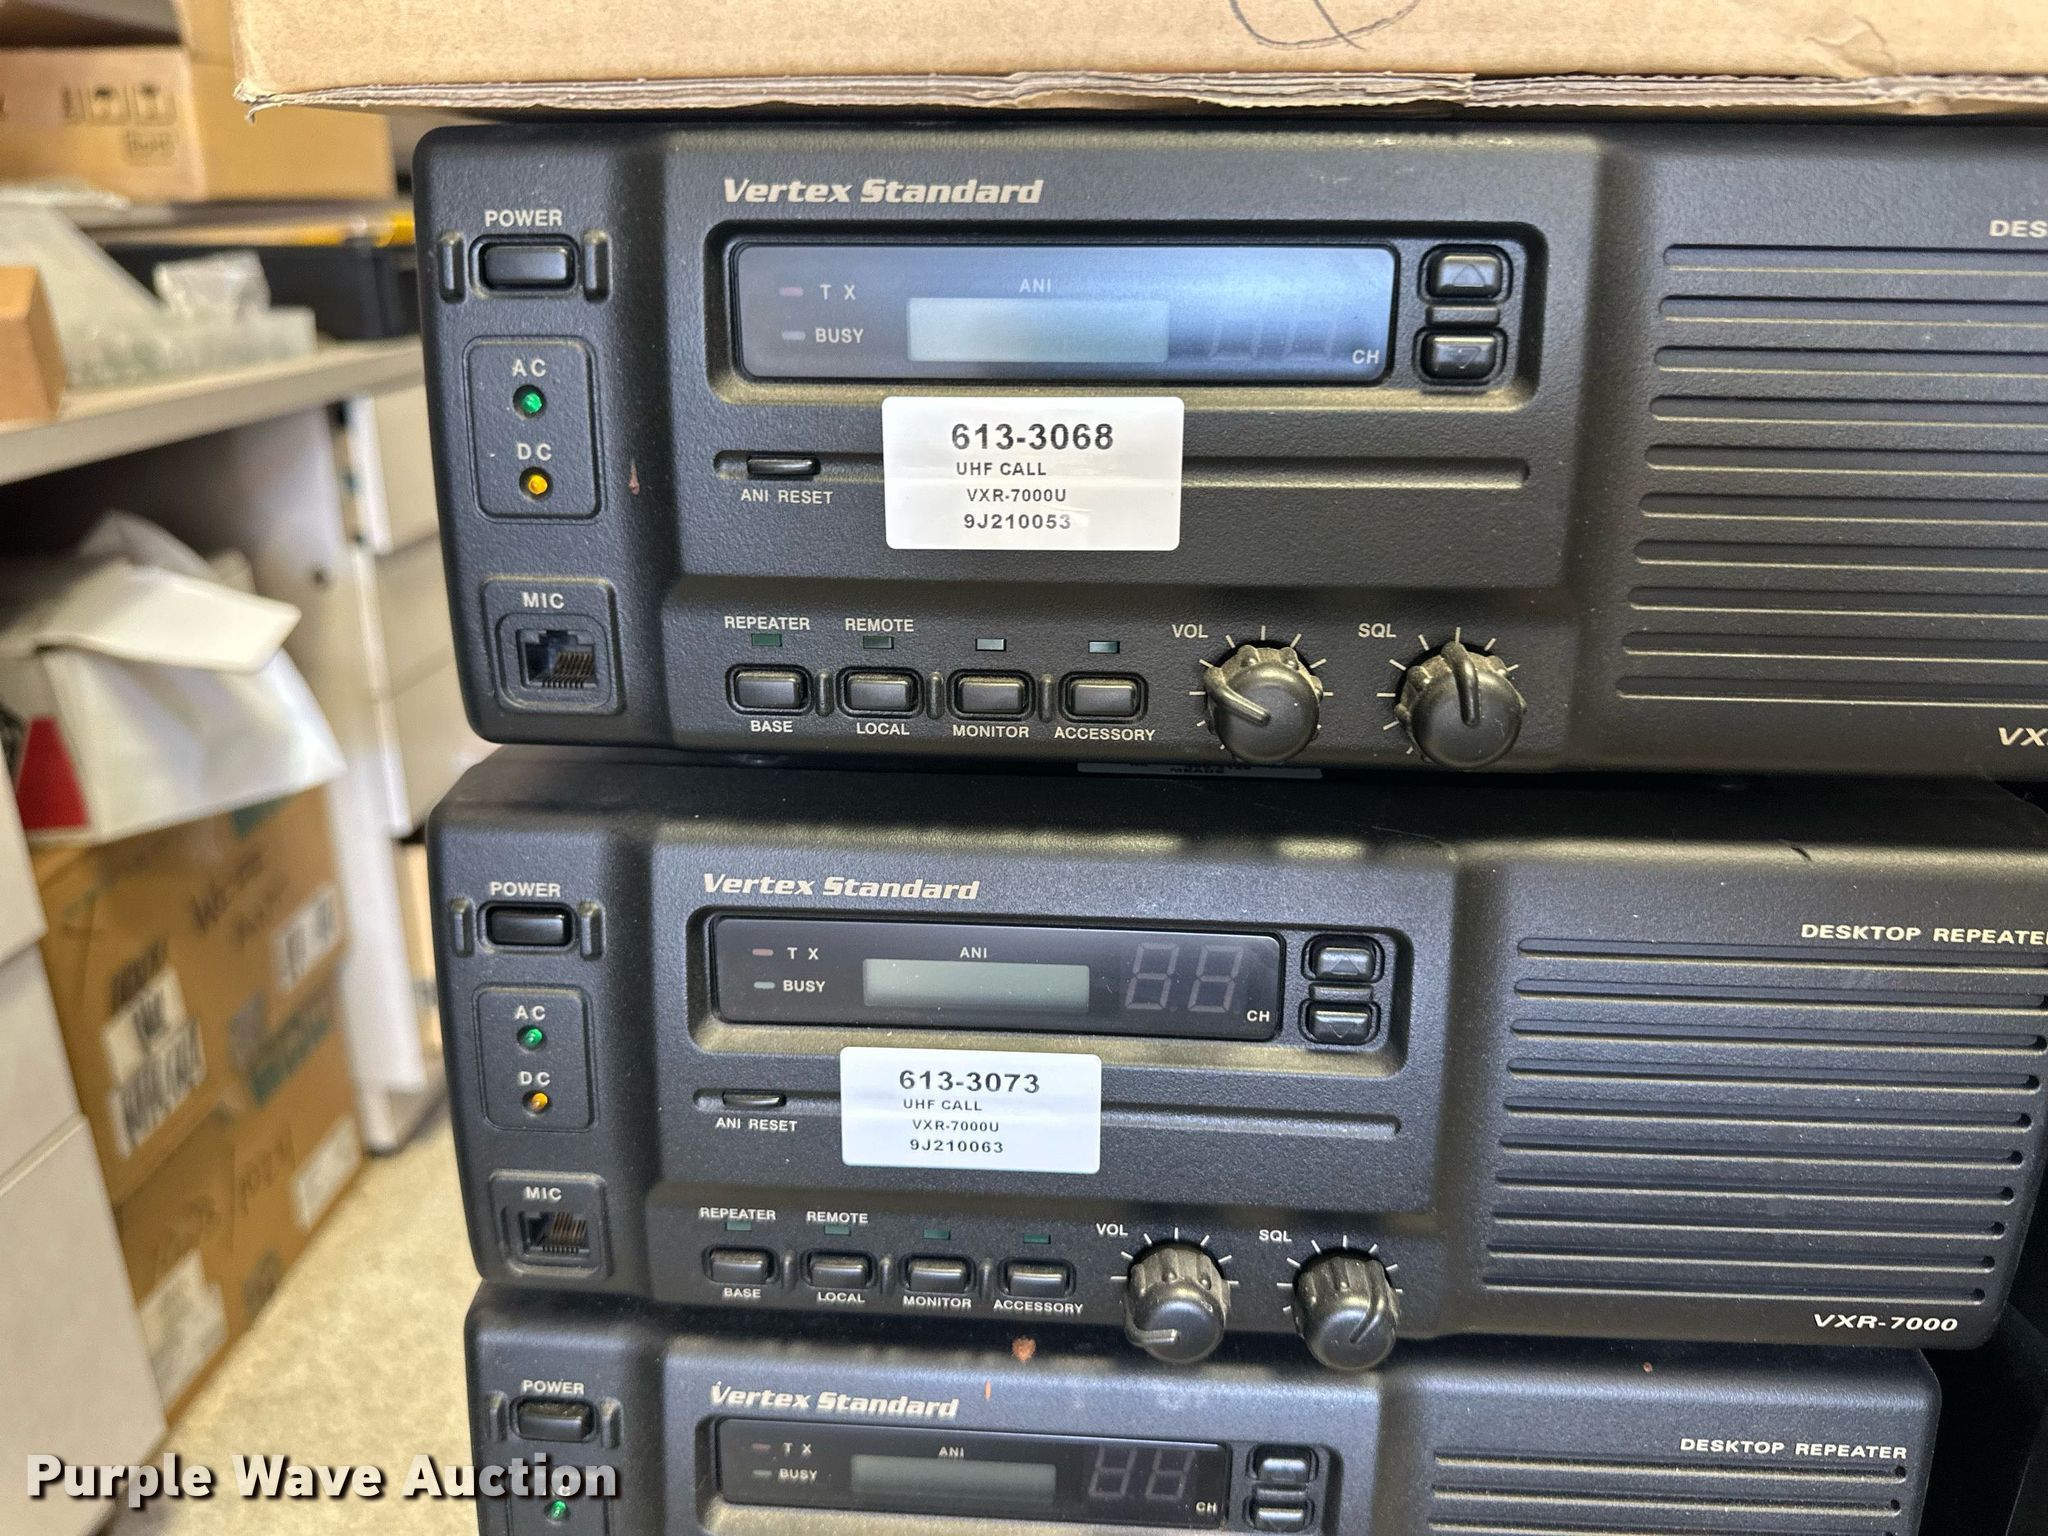 Vertex Standard
POWER
DES
TX
ANI
BUSY
CH
AC
DC
613-3068
UHF CALL
VXR-7000U
9J210053
ANI RESET
MIC
REPEATER
REMOTE
VOL
SQL
BASE
LOCAL
MONITOR
ACCESSORY
VX
Vertex Standard
POWER
DESKTOP REPEATER
TX
ANI
BUSY
CH
AC
DC
613-3073
UHF CALL
VXR-7000U
9J210063
ANI RESET
MIC
REPEATER
REMOTE
VOL
SQL
BASE
LOCAL
MONITOR
ACCESSORY
VXR-7000
Vertex Standard
POWER
DESKTOP REPEATER
TX
ANI
BUSY
CH
Purple Wave Auction